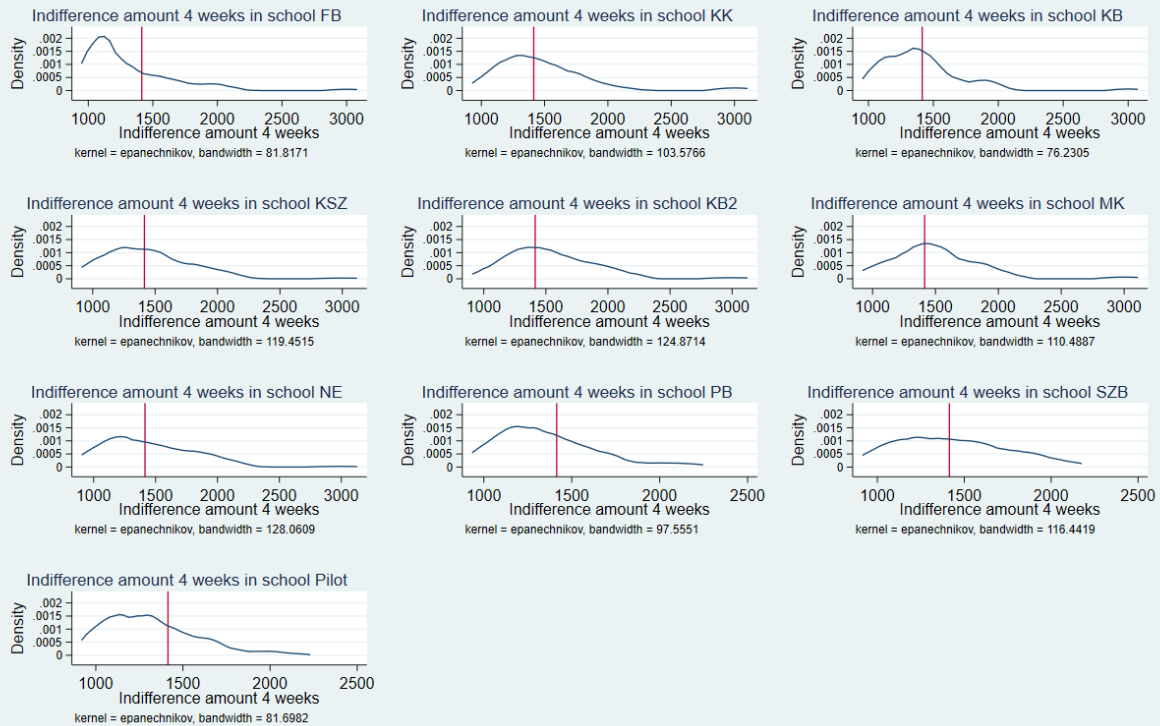 Indifference amount 4 weeks in school FB
Density
.002
.0015
.001
.0005
0
1000 1500 2000 2500 3000
Indifference amount 4 weeks
kernel = epanechnikov, bandwidth = 81.8171
Indifference amount 4 weeks in school KK
Density
.002
.0015
.001
.0005
0
1000 1500 2000 2500 3000
Indifference amount 4 weeks
kernel = epanechnikov, bandwidth = 103.5766
Indifference amount 4 weeks in school KB
Density
.002
.0015
.001
.0005
0
1000 1500 2000 2500 3000
Indifference amount 4 weeks
kernel = epanechnikov, bandwidth = 76.2305
Indifference amount 4 weeks in school KSZ
Density
.002
.0015
.001
.0005
0
1000 1500 2000 2500 3000
Indifference amount 4 weeks
kernel = epanechnikov, bandwidth = 119.4515
Indifference amount 4 weeks in school KB2
Density
.002
.0015
.001
.0005
0
1000 1500 2000 2500 3000
Indifference amount 4 weeks
kernel = epanechnikov, bandwidth = 124.8714
Indifference amount 4 weeks in school MK
Density
.002
.0015
.001
.0005
0
1000 1500 2000 2500 3000
Indifference amount 4 weeks
kernel = epanechnikov, bandwidth = 110.4887
Indifference amount 4 weeks in school NE
Density
.002
.0015
.001
.0005
0
1000 1500 2000 2500 3000
Indifference amount 4 weeks
kernel = epanechnikov, bandwidth = 128.0609
Indifference amount 4 weeks in school PB
Density
.002
.0015
.001
.0005
0
1000 1500 2000 2500
Indifference amount 4 weeks
kernel = epanechnikov, bandwidth = 97.5551
Indifference amount 4 weeks in school SZB
Density
.002
.0015
.001
.0005
0
1000 1500 2000 2500
Indifference amount 4 weeks
kernel = epanechnikov, bandwidth = 116.4419
Indifference amount 4 weeks in school Pilot
Density
.002
.0015
.001
.0005
0
1000 1500 2000 2500
Indifference amount 4 weeks
kernel = epanechnikov, bandwidth = 81.6982